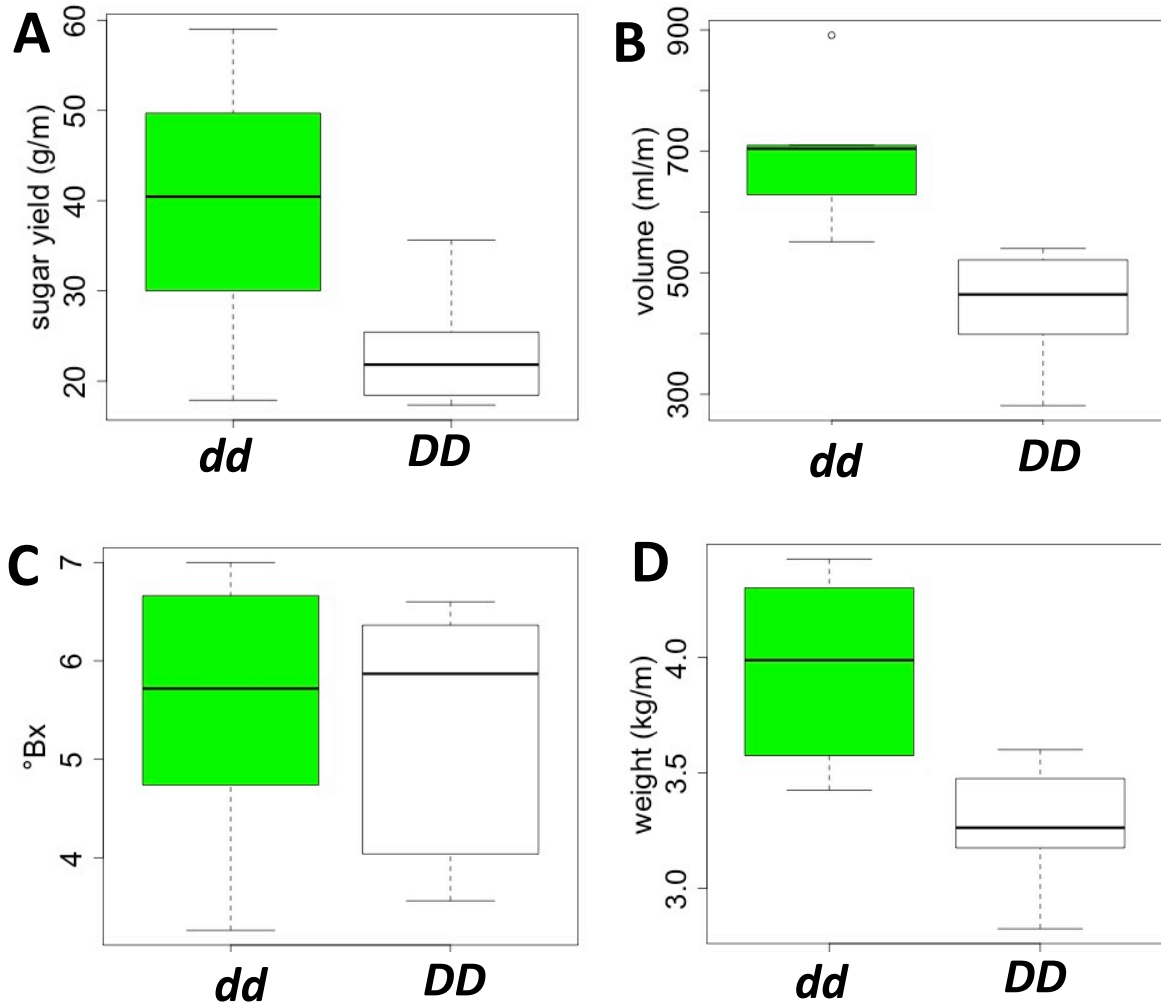 A
sugar yield (g/m)
60
50
40
30
20
dd
DD
B
volume (ml/m)
900
700
500
300
dd
DD
C
°Bx
7
6
5
4
dd
DD
D
weight (kg/m)
4.0
3.5
3.0
dd
DD